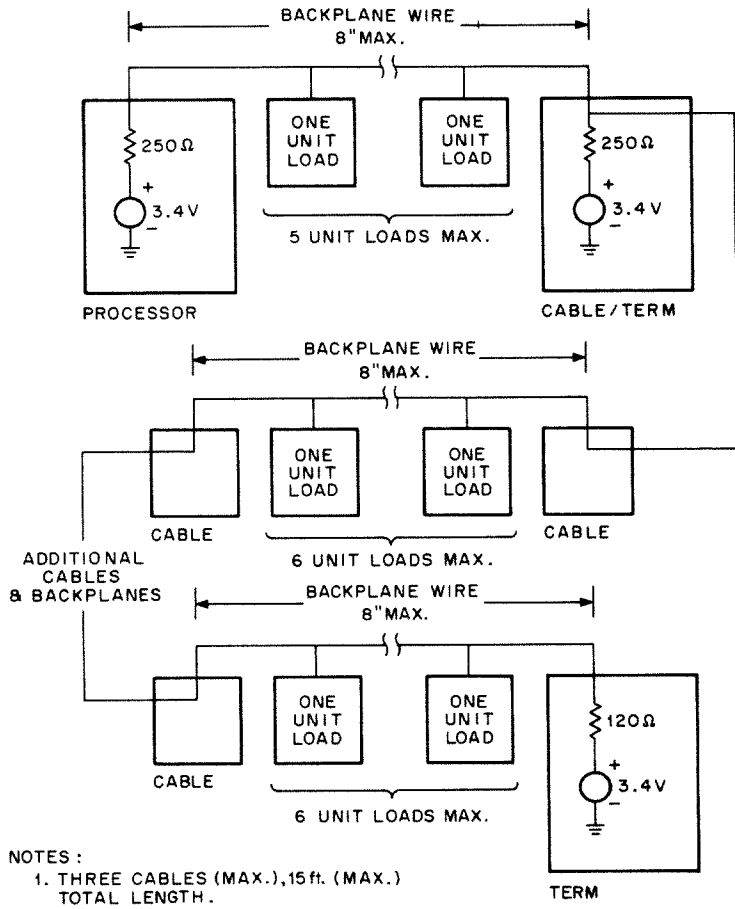 BACKPLANE WIRE
8"MAX.
ONE
UNIT
LOAD
ONE
UNIT
LOAD
250Ω
+
3.4V
−
250Ω
+
3.4V
−
5 UNIT LOADS MAX.
PROCESSOR
CABLE/TERM
BACKPLANE WIRE
8"MAX.
ONE
UNIT
LOAD
ONE
UNIT
LOAD
CABLE
CABLE
6 UNIT LOADS MAX.
ADDITIONAL
CABLES
& BACKPLANES
BACKPLANE WIRE
8"MAX.
ONE
UNIT
LOAD
ONE
UNIT
LOAD
120Ω
+
3.4V
−
CABLE
6 UNIT LOADS MAX.
TERM
NOTES:
1. THREE CABLES (MAX.), 15ft. (MAX.)
TOTAL LENGTH.